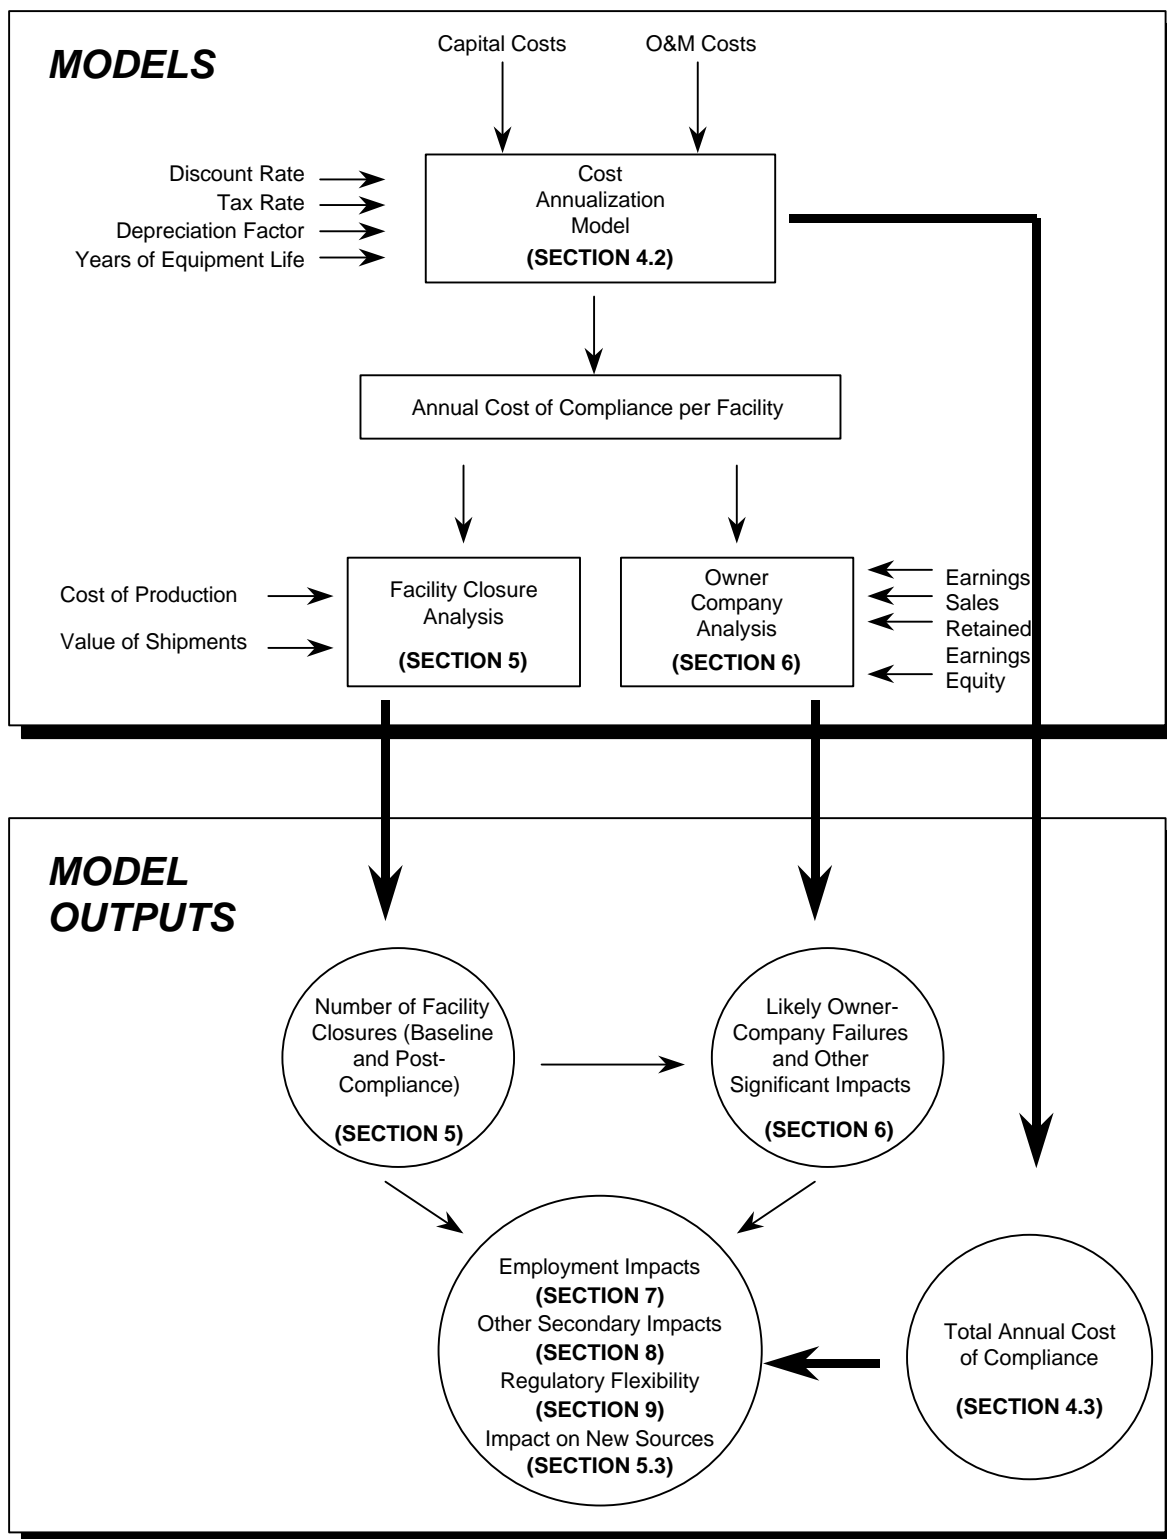 MODELS
Capital Costs
O&M Costs
Discount Rate
Tax Rate
Depreciation Factor
Years of Equipment Life
Cost
Annualization
Model
(SECTION 4.2)
Annual Cost of Compliance per Facility
Cost of Production
Value of Shipments
Facility Closure
Analysis
(SECTION 5)
Owner
Company
Analysis
(SECTION 6)
Earnings
Sales
Retained
Earnings
Equity
MODEL
OUTPUTS
Number of Facility
Closures (Baseline
and Post-
Compliance)
(SECTION 5)
Likely Owner-
Company Failures
and Other
Significant Impacts
(SECTION 6)
Employment Impacts
(SECTION 7)
Other Secondary Impacts
(SECTION 8)
Regulatory Flexibility
(SECTION 9)
Impact on New Sources
(SECTION 5.3)
Total Annual Cost
of Compliance
(SECTION 4.3)